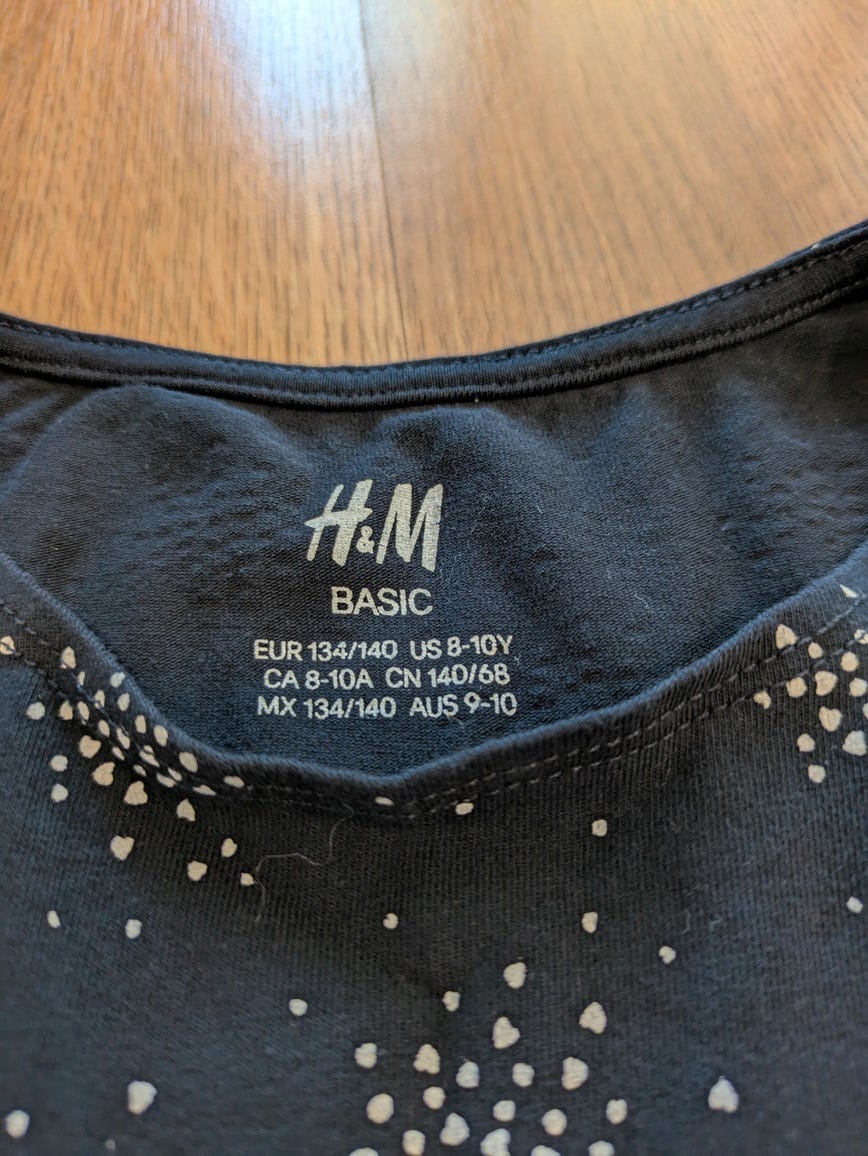 H&M
BASIC
EUR 134/140 US 8-10Y
CA 8-10A CN 140/68
MX 134/140 AUS 9-10